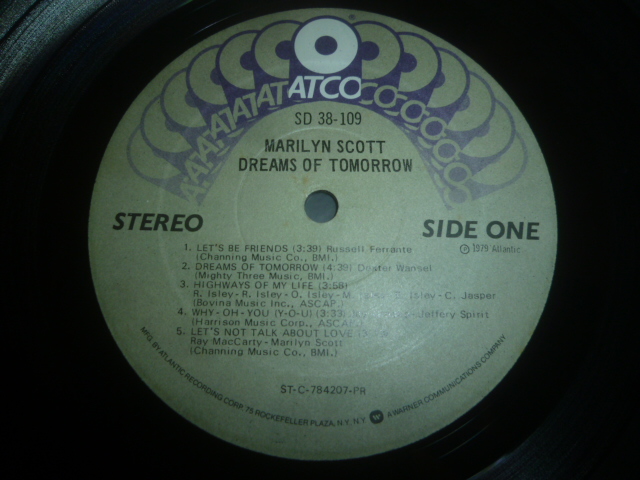 ATCO
SD 38-109
MARILYN SCOTT
DREAMS OF TOMORROW
STEREO
SIDE ONE
℗ 1979 Atlantic
1. LET'S BE FRIENDS (3:39) Russell Ferrante
(Channing Music Co., BMI.)
2. DREAMS OF TOMORROW (4:39) Dexter Wansel
(Mighty Three Music, BMI.)
3. HIGHWAYS OF MY LIFE (3:58)
R. Isley - R. Isley - O. Isley - M. Isley - E. Isley - C. Jasper
(Bovina Music Inc., ASCAP.)
4. WHY-OH-YOU (Y-O-U) (3:33) - Jeffery Spirit
(Harrison Music Corp., ASCAP.)
5. LET'S NOT TALK ABOUT LOVE
Ray MacCarty - Marilyn Scott
(Channing Music Co., BMI.)
ST-C-784207-PR
MFG. BY ATLANTIC RECORDING CORP. 75 ROCKEFELLER PLAZA, N.Y. N.Y. A WARNER COMMUNICATIONS COMPANY